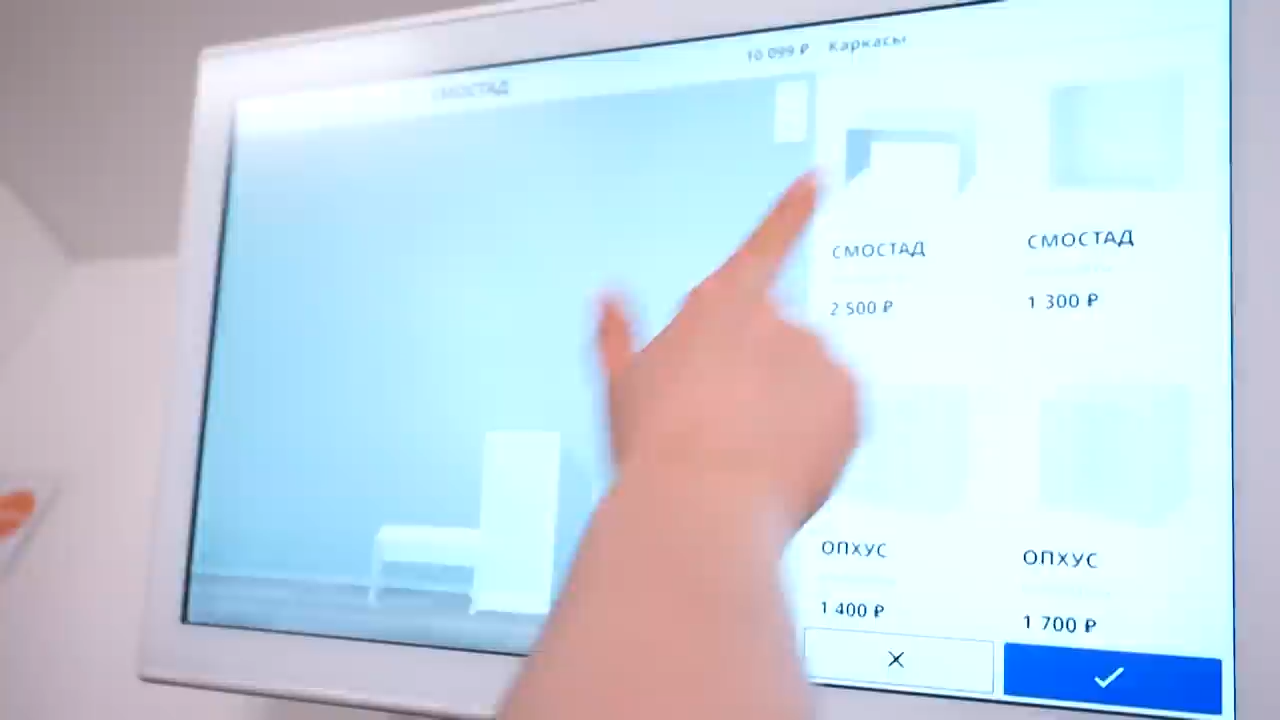 СМОСТАД
10 099 ₽ Каркасы
СМОСТАД
2 500 ₽
СМОСТАД
1 300 ₽
ОПХУС
1 400 ₽
ОПХУС
1 700 ₽